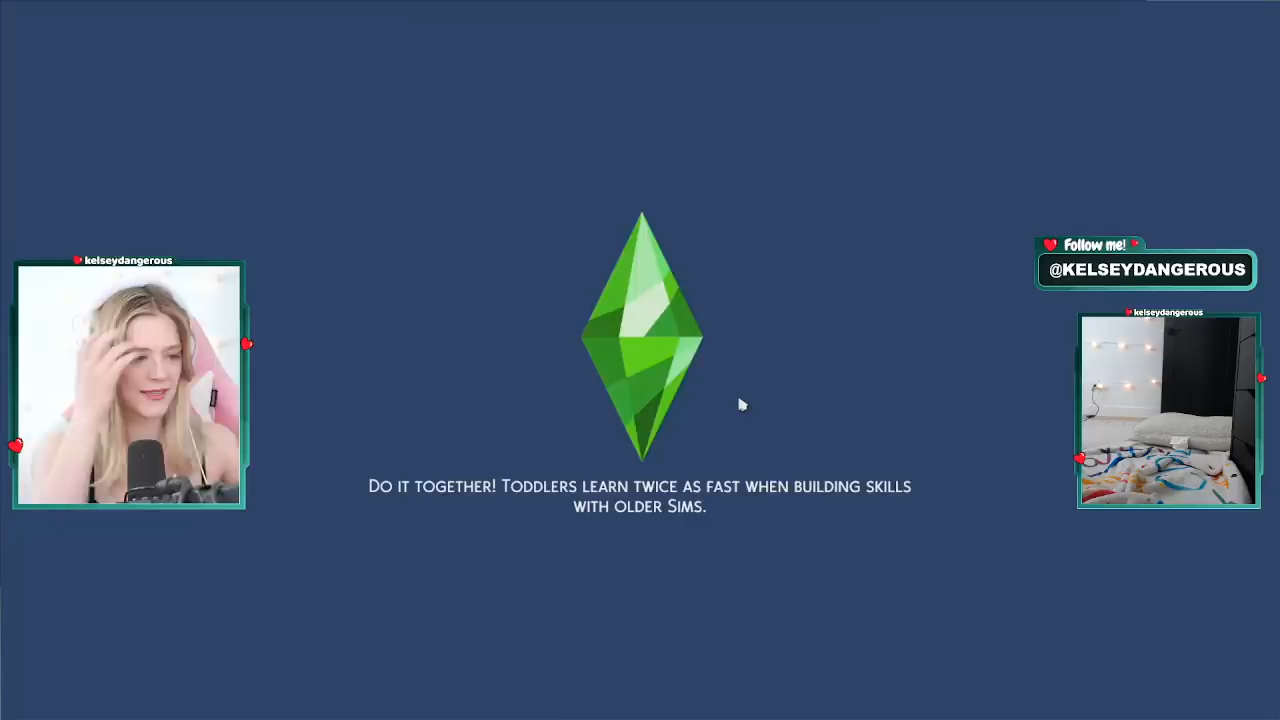 kelseydangerous
Follow me!
@KELSEYDANGEROUS
kelseydangerous
DO IT TOGETHER! TODDLERS LEARN TWICE AS FAST WHEN BUILDING SKILLS
WITH OLDER SIMS.